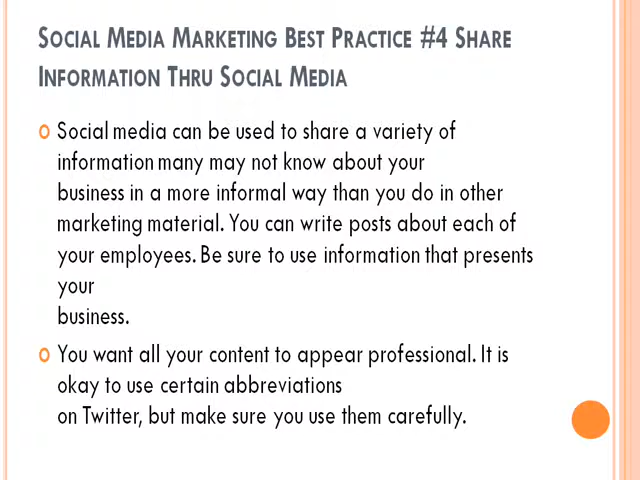 Social Media Marketing Best Practice #4 Share
Information Thru Social Media
Social media can be used to share a variety of
information many may not know about your
business in a more informal way than you do in other
marketing material. You can write posts about each of
your employees. Be sure to use information that presents
your
business.
You want all your content to appear professional. It is
okay to use certain abbreviations
on Twitter, but make sure you use them carefully.